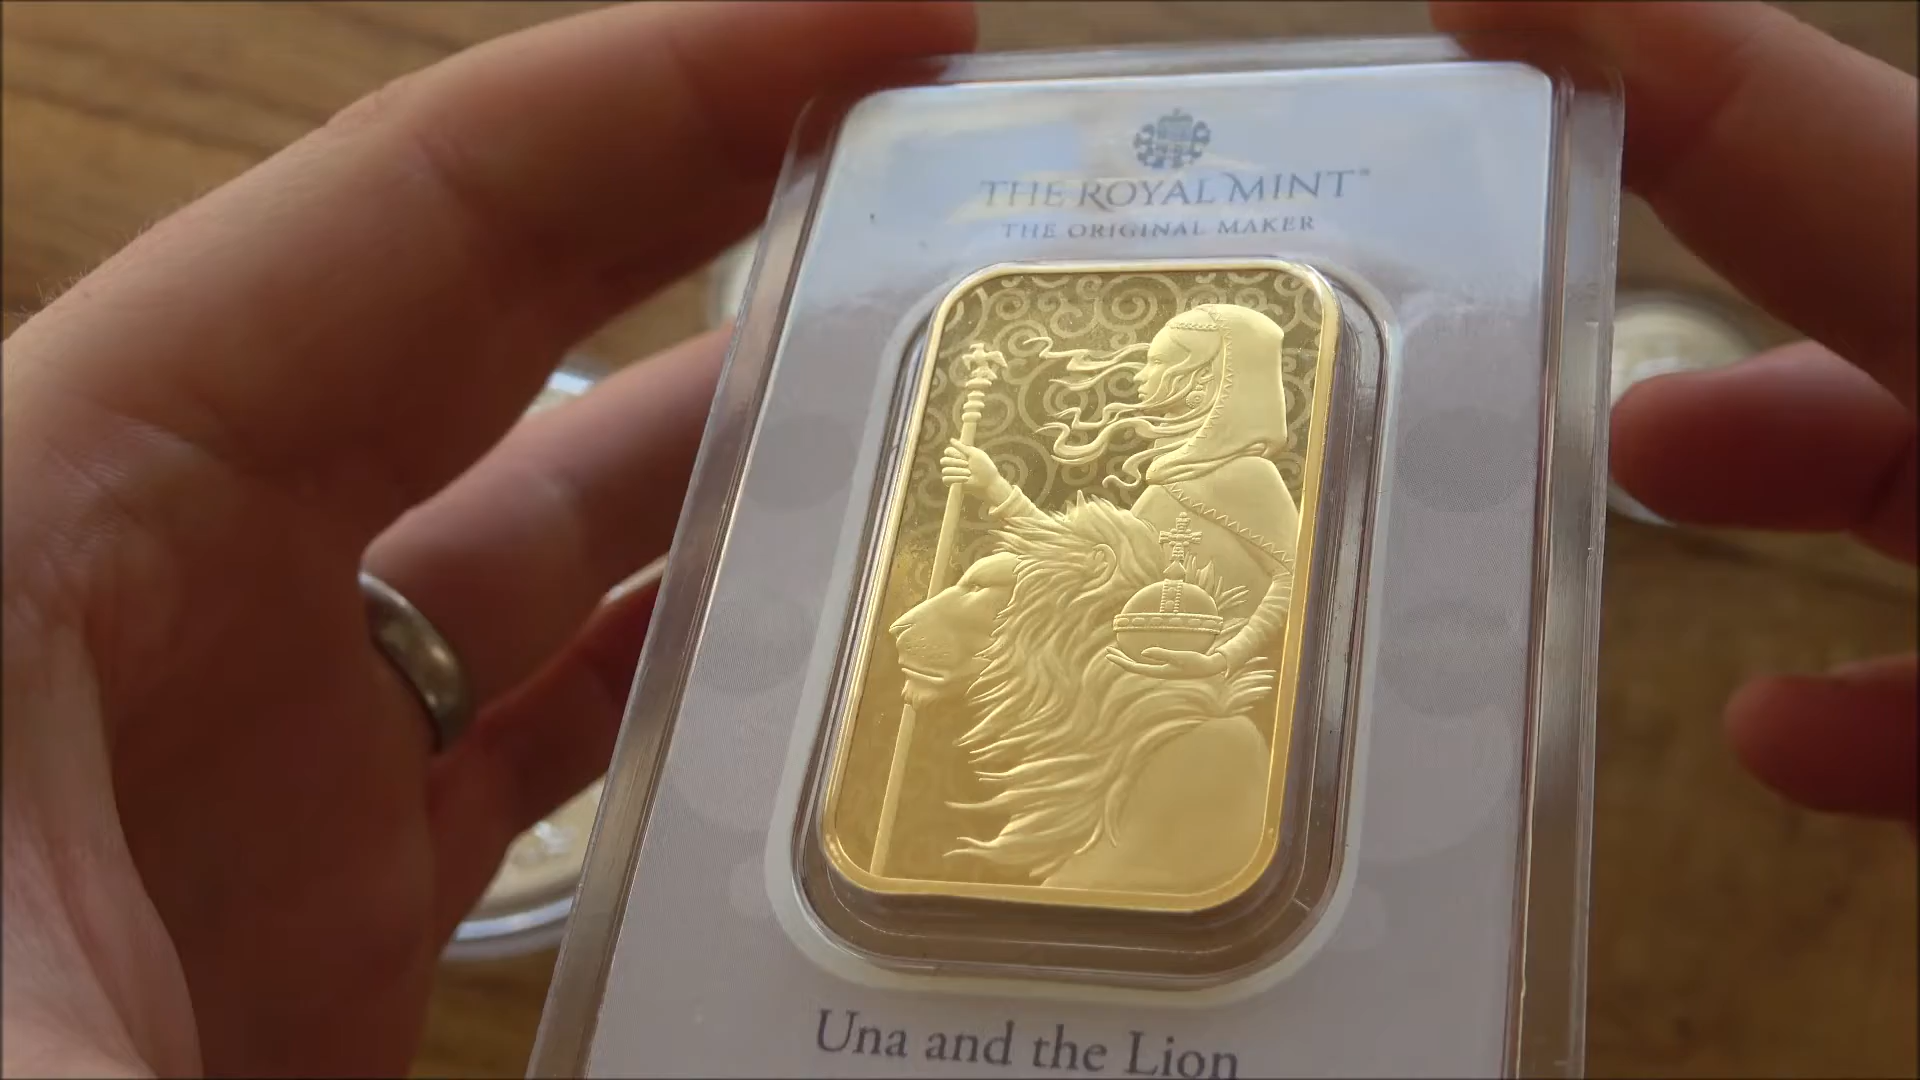 THE ROYAL MINT®
THE ORIGINAL MAKER
Una and the Lion